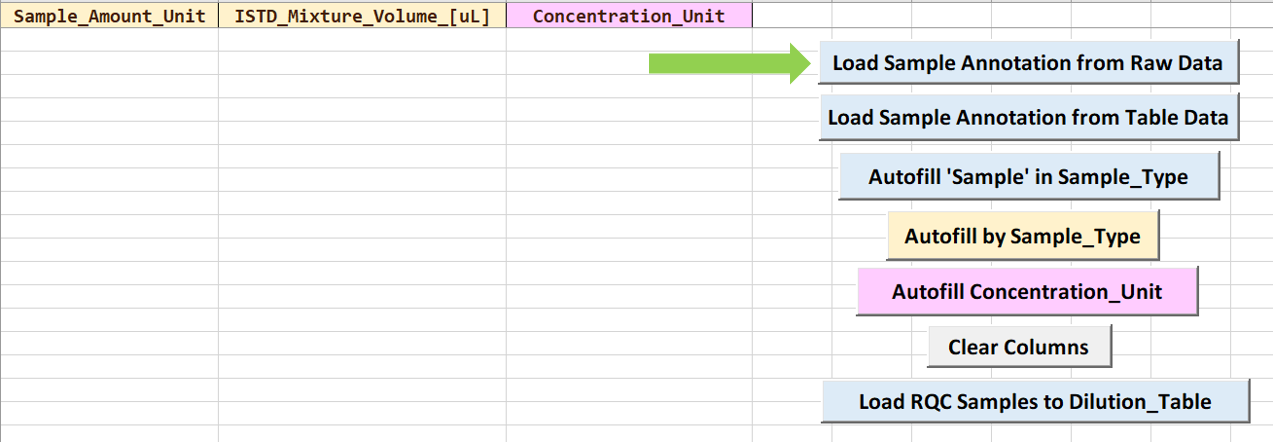 Sample_Amount_Unit ISTD_Mixture_Volume_[uL] Concentration_Unit
Load Sample Annotation from Raw Data
Load Sample Annotation from Table Data
Autofill 'Sample' in Sample_Type
Autofill by Sample_Type
Autofill Concentration_Unit
Clear Columns
Load RQC Samples to Dilution_Table